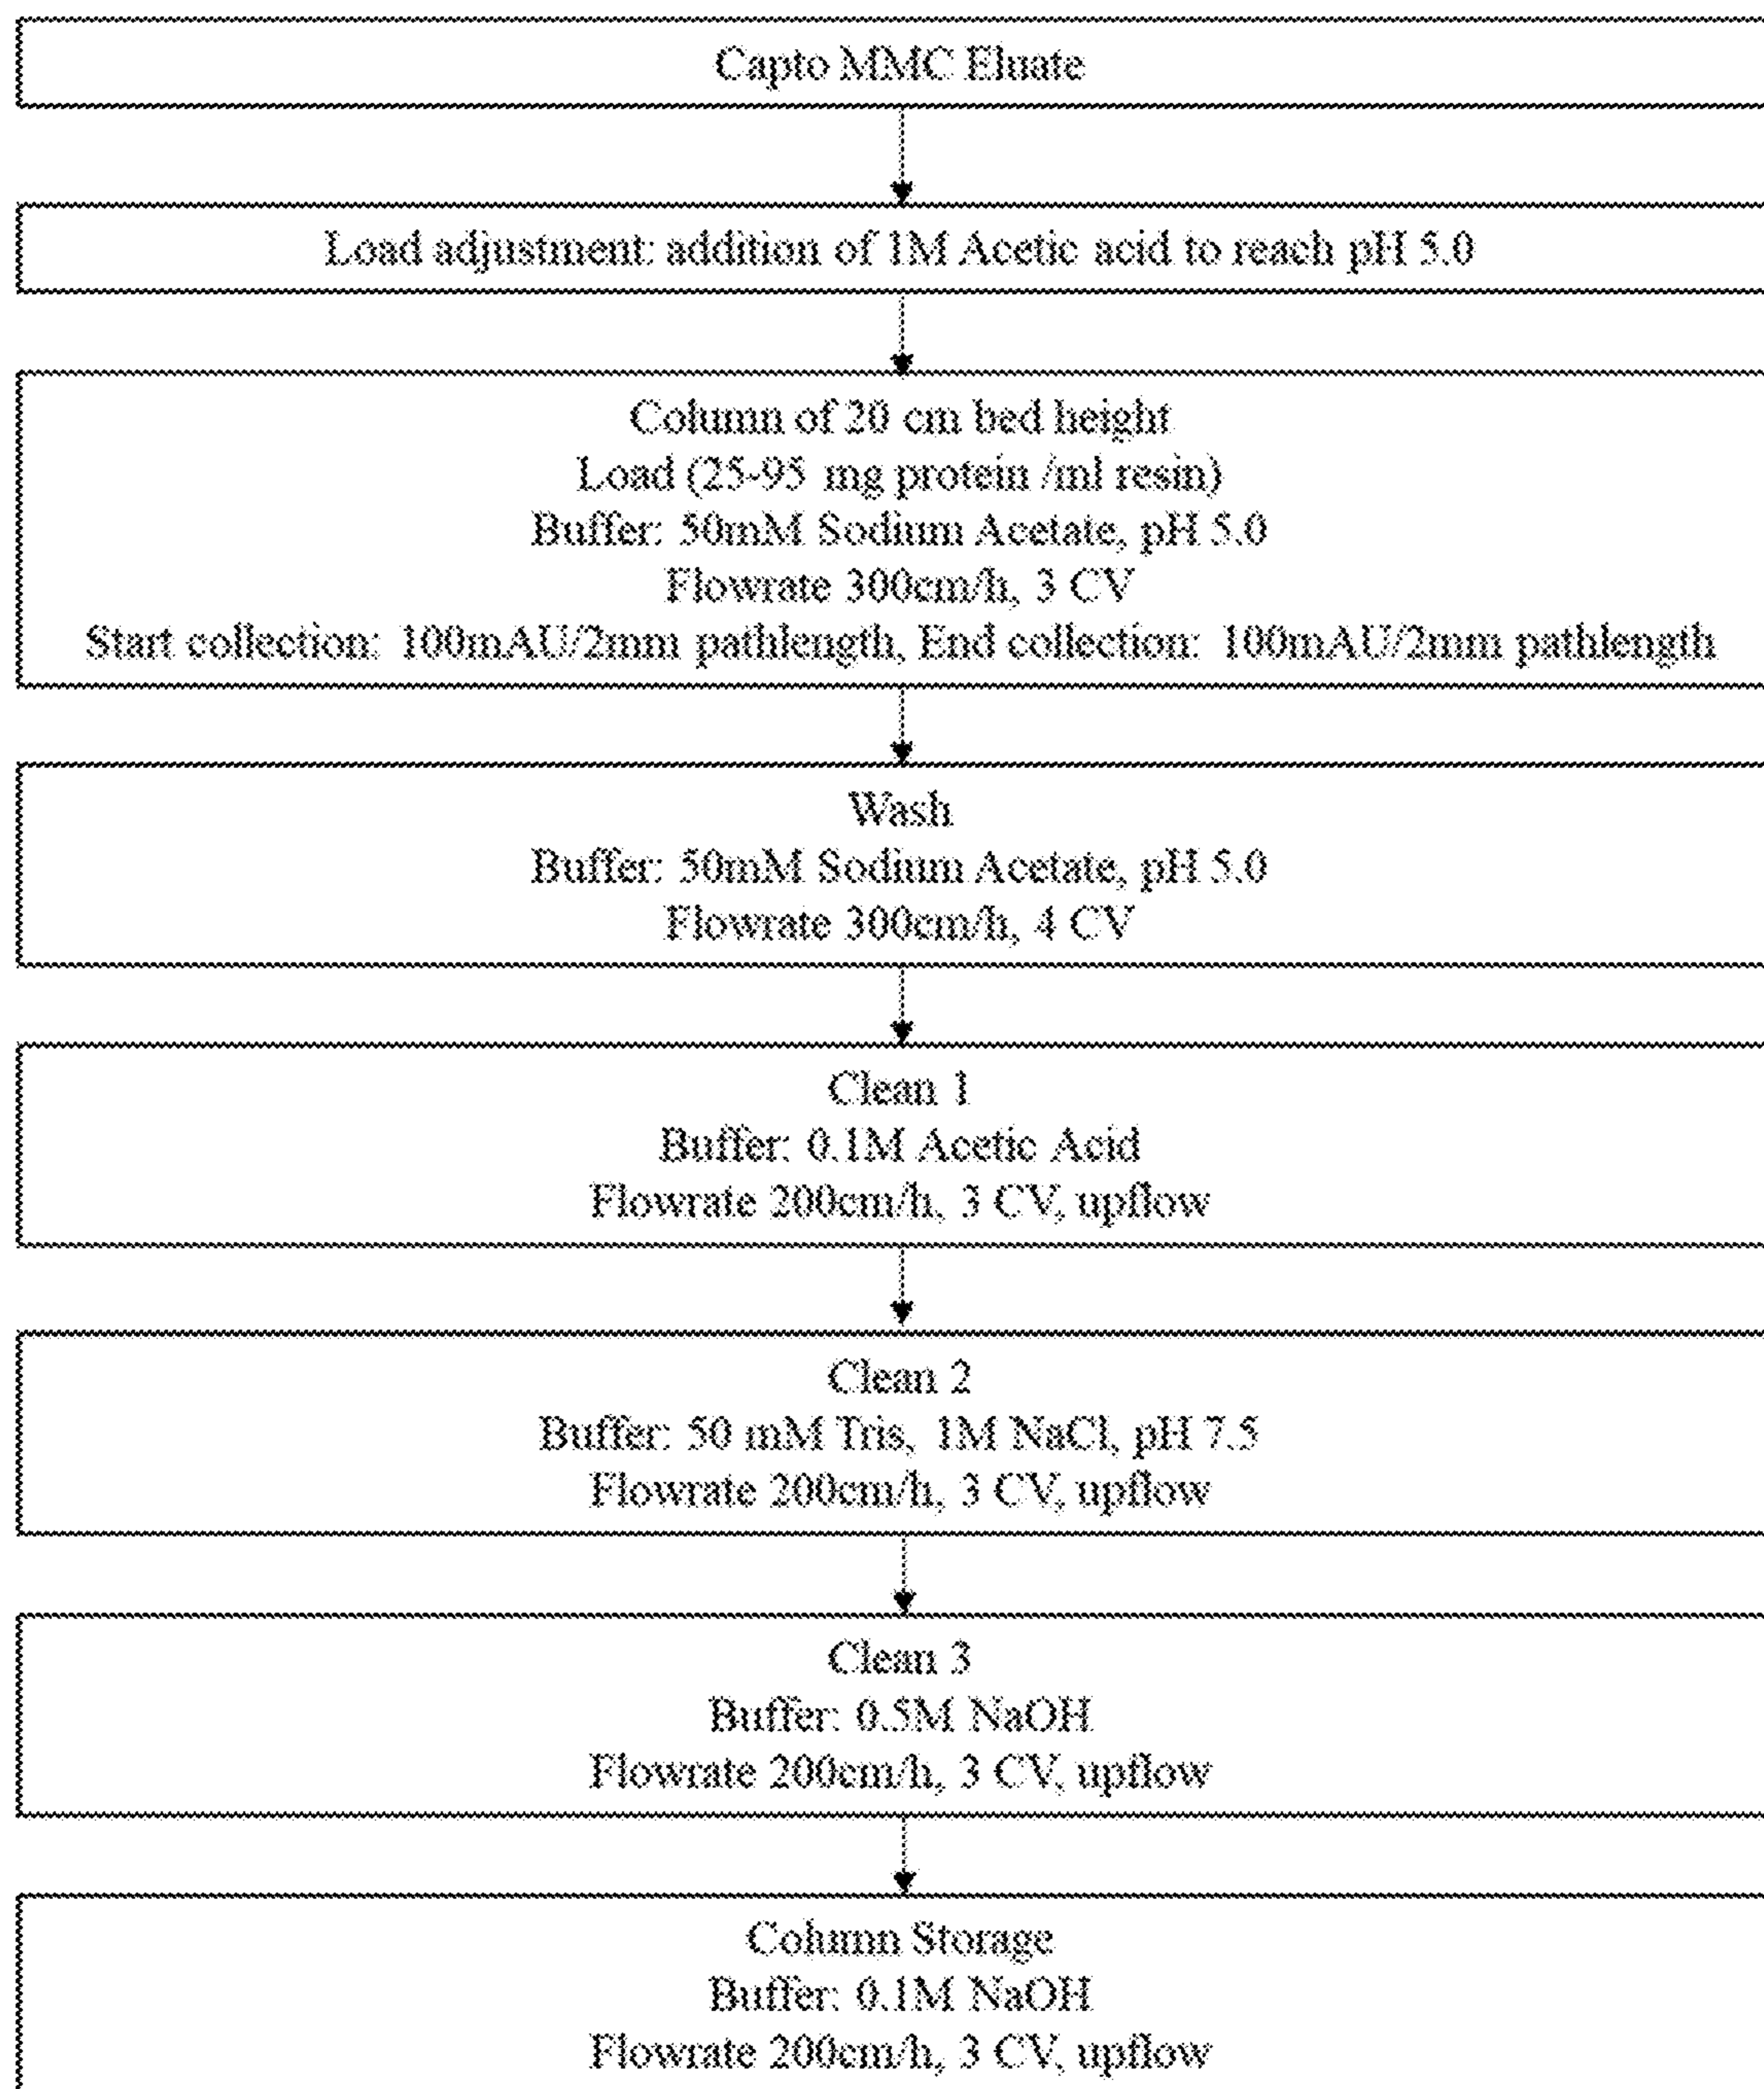 Capto MMC Eluate
Load adjustment: addition of 1M Acetic acid to reach pH 5.0
Column of 20 cm bed height
Load (25-95 mg protein /ml resin)
Buffer: 50mM Sodium Acetate, pH 5.0
Flowrate 300cm/h, 3 CV
Start collection: 100mAU/2mm pathlength, End collection: 100mAU/2mm pathlength
Wash
Buffer: 50mM Sodium Acetate, pH 5.0
Flowrate 300cm/h, 4 CV
Clean 1
Buffer: 0.1M Acetic Acid
Flowrate 200cm/h, 3 CV, upflow
Clean 2
Buffer: 50 mM Tris, 1M NaCl, pH 7.5
Flowrate 200cm/h, 3 CV, upflow
Clean 3
Buffer: 0.5M NaOH
Flowrate 200cm/h, 3 CV, upflow
Column Storage
Buffer: 0.1M NaOH
Flowrate 200cm/h, 3 CV, upflow